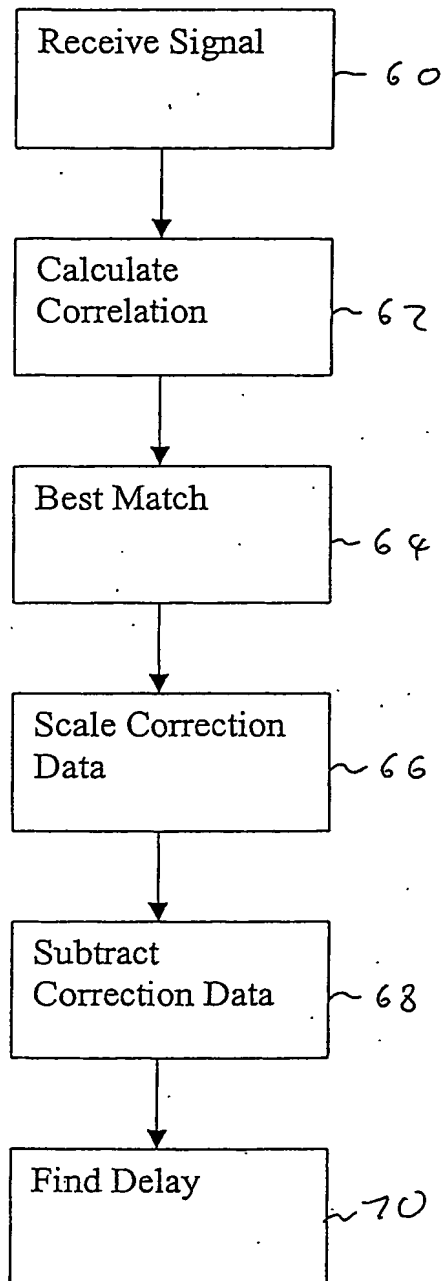 Receive Signal
60
Calculate
Correlation
62
Best Match
64
Scale Correction
Data
66
Subtract
Correction Data
68
Find Delay
70